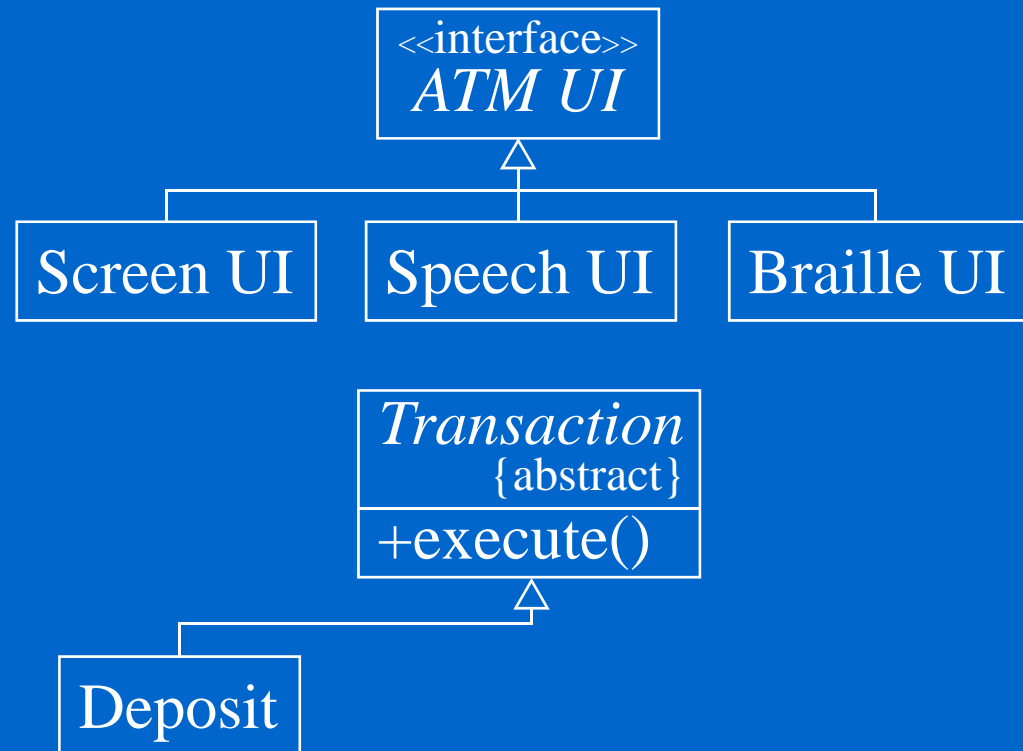 <<interface>>
ATM UI
Screen UI
Speech UI
Braille UI
Transaction
{abstract}
+execute()
Deposit